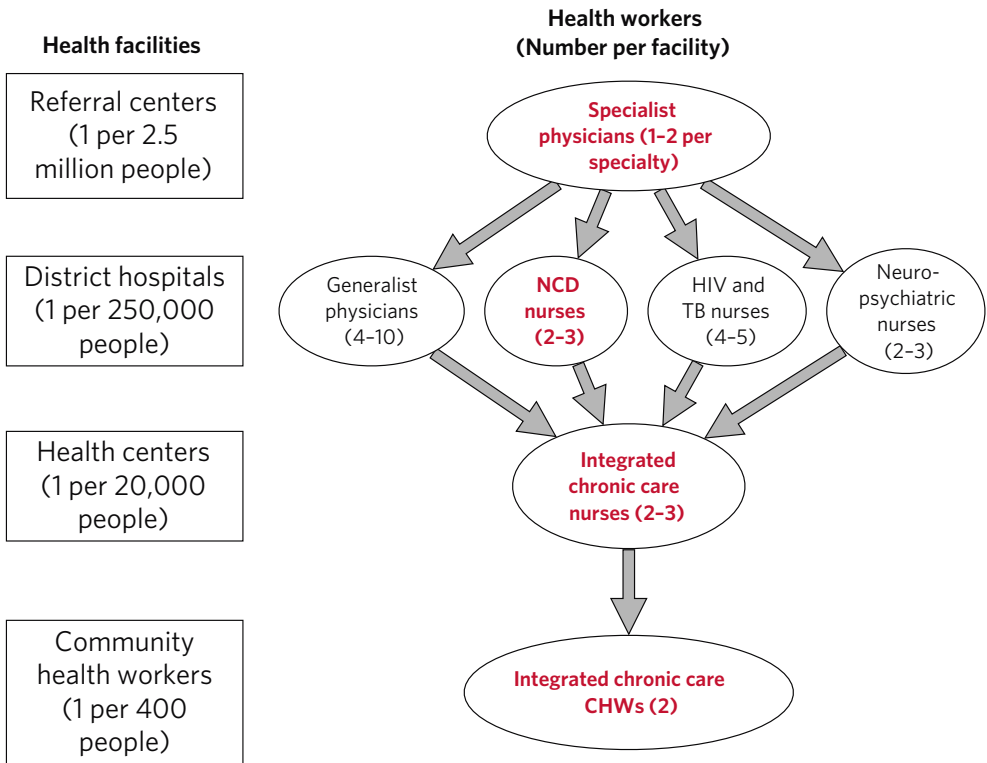 Health facilities
Health workers
(Number per facility)
Referral centers
(1 per 2.5
million people)
Specialist
physicians (1–2 per
specialty)
District hospitals
(1 per 250,000
people)
Generalist
physicians
(4–10)
NCD
nurses
(2–3)
HIV and
TB nurses
(4–5)
Neuro-
psychiatric
nurses
(2–3)
Health centers
(1 per 20,000
people)
Integrated
chronic care
nurses (2–3)
Community
health workers
(1 per 400
people)
Integrated chronic care
CHWs (2)